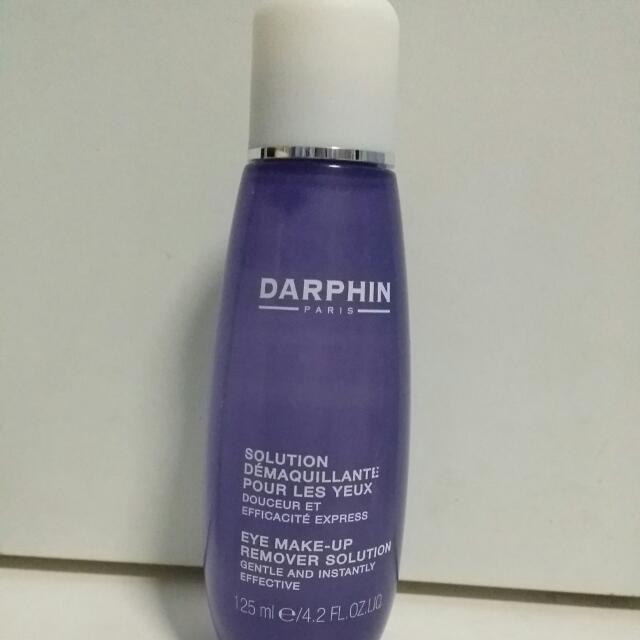 DARPHIN
PARIS
SOLUTION
DÉMAQUILLANTE
POUR LES YEUX
DOUCEUR ET
EFFICACITÉ EXPRESS
EYE MAKE-UP
REMOVER SOLUTION
GENTLE AND INSTANTLY
EFFECTIVE
125 ml ℮/4.2 FL.OZ.LIQ.